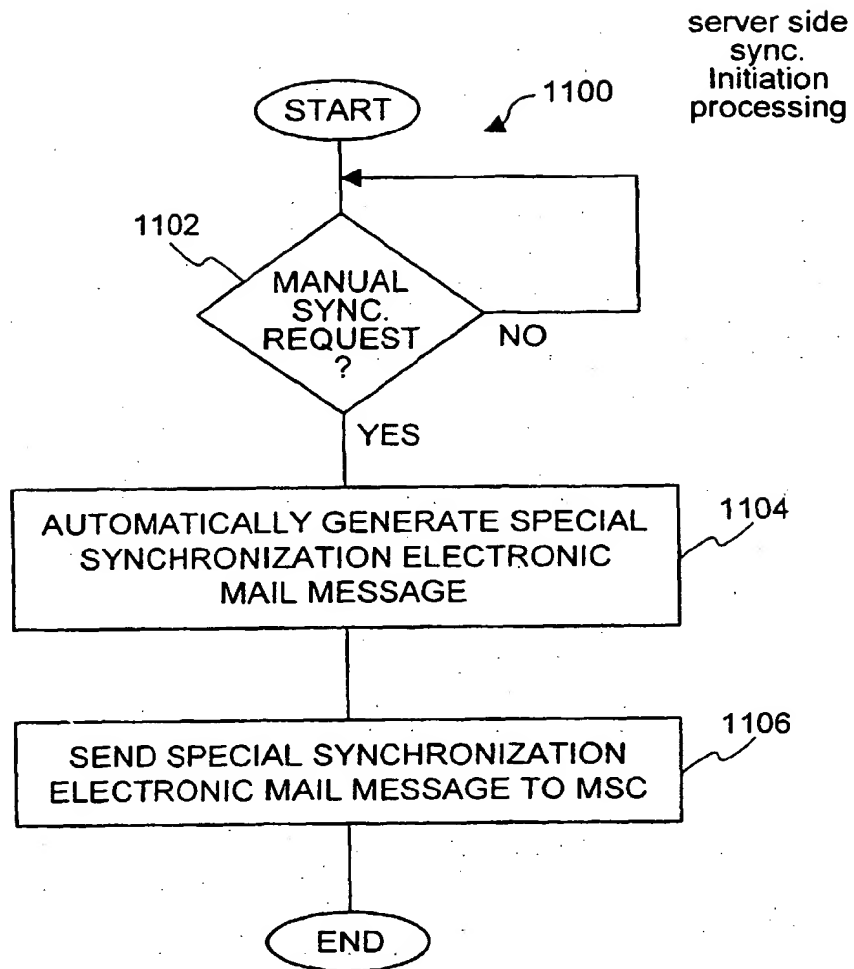 server side
sync.
Initiation
processing
START
1100
1102
MANUAL
SYNC.
REQUEST
?
NO
YES
AUTOMATICALLY GENERATE SPECIAL
SYNCHRONIZATION ELECTRONIC
MAIL MESSAGE
1104
SEND SPECIAL SYNCHRONIZATION
ELECTRONIC MAIL MESSAGE TO MSC
1106
END